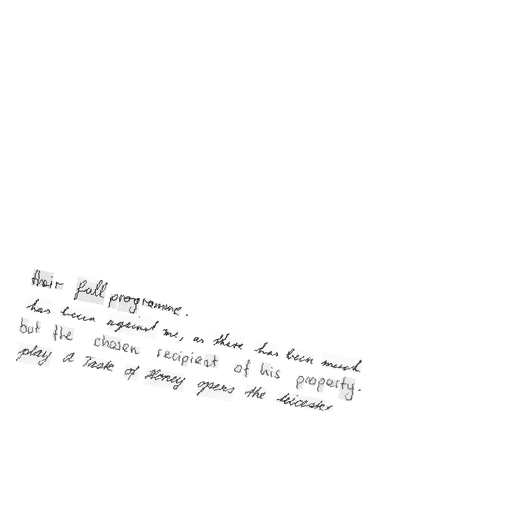 their full programme.
has been against me, as there has been much
but the chosen recipient of his property.
play A Taste of Honey opens the Leicester